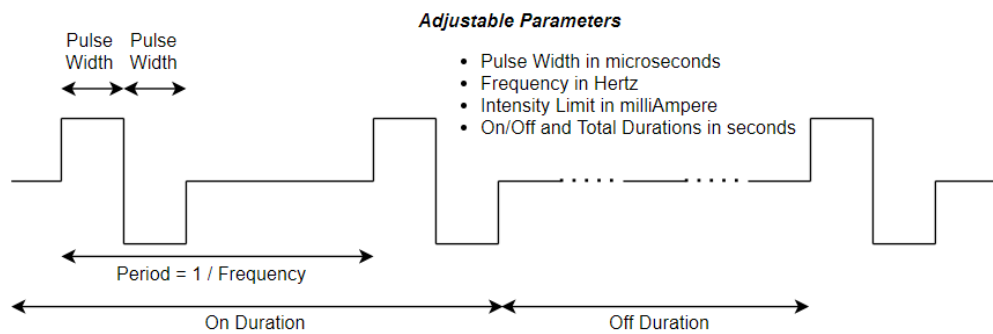 Adjustable Parameters
Pulse
Width
Pulse
Width
• Pulse Width in microseconds
• Frequency in Hertz
• Intensity Limit in milliAmpere
• On/Off and Total Durations in seconds
Period = 1 / Frequency
On Duration
Off Duration